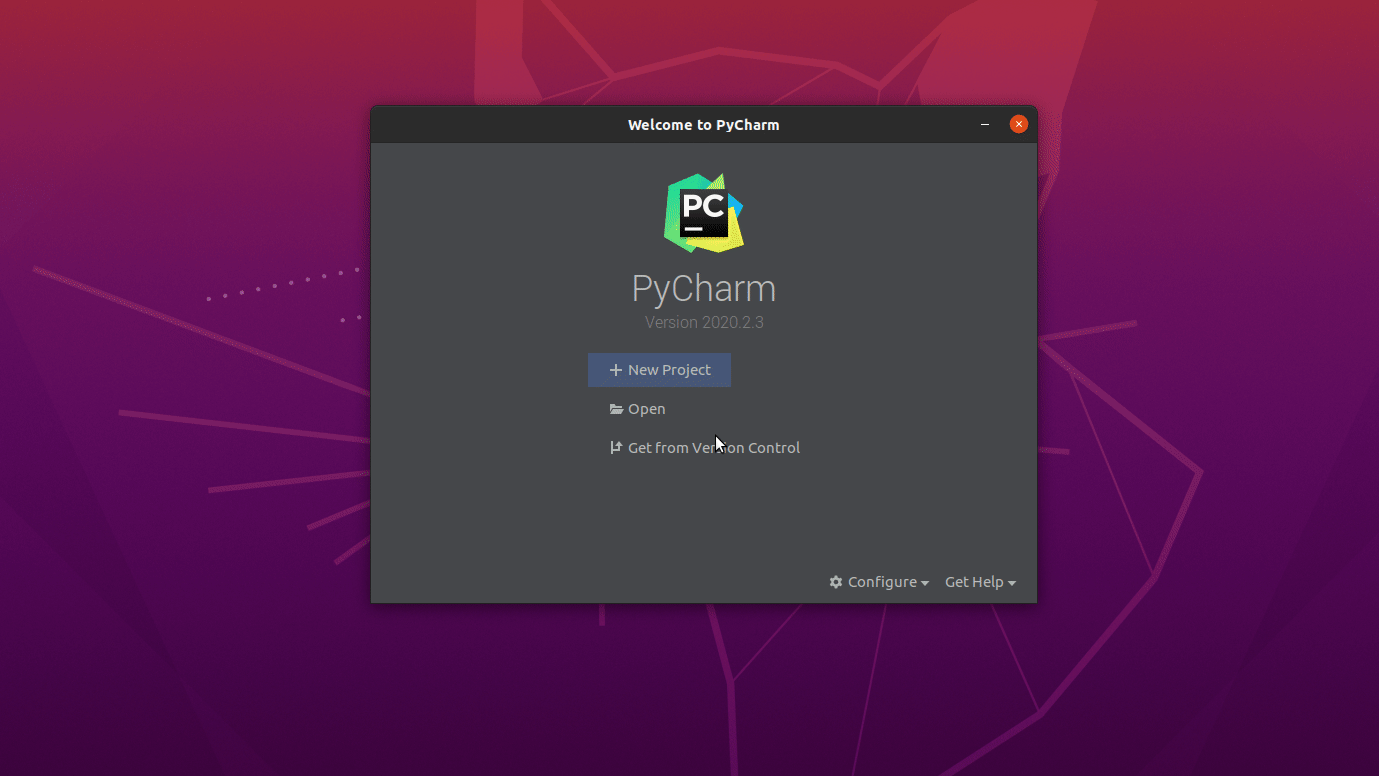 Welcome to PyCharm
PC
PyCharm
Version 2020.2.3
New Project
Open
Get from Version Control
Configure
Get Help